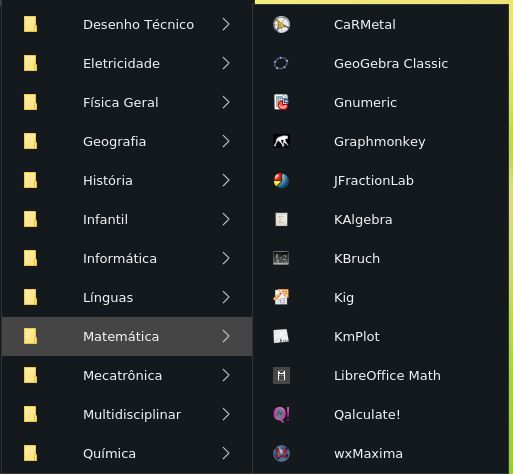 Desenho Técnico
Eletricidade
Física Geral
Geografia
História
Infantil
Informática
Línguas
Matemática
Mecatrônica
Multidisciplinar
Química
CaRMetal
GeoGebra Classic
Gnumeric
Graphmonkey
JFractionLab
KAlgebra
KBruch
Kig
KmPlot
LibreOffice Math
Qalculate!
wxMaxima